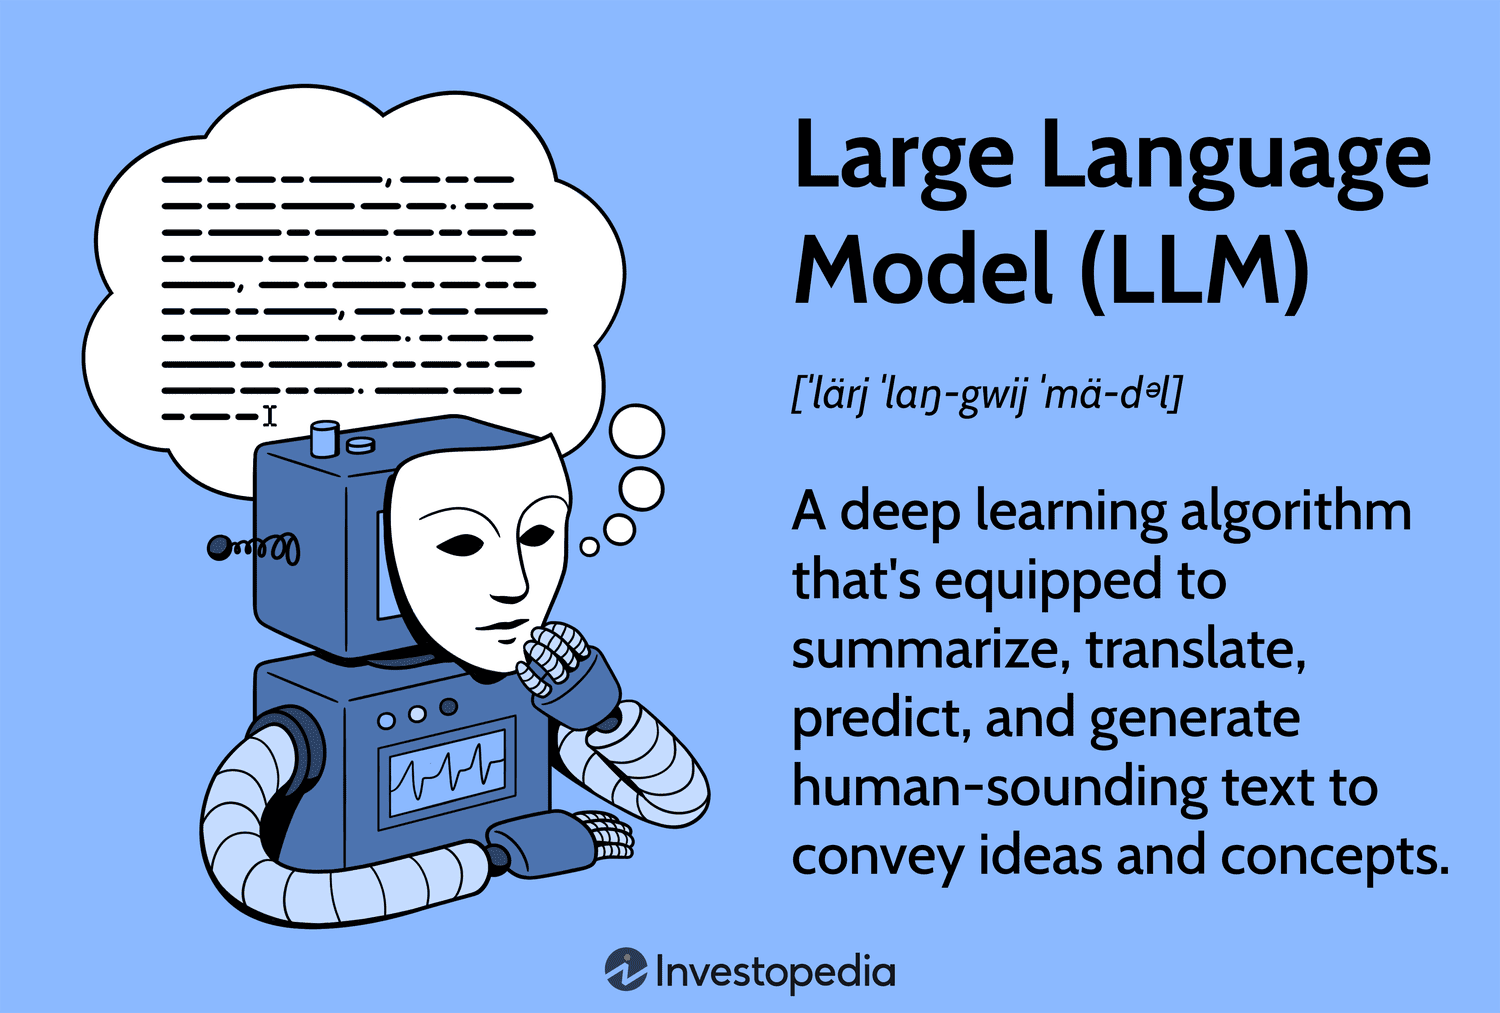 Large Language
Model (LLM)
[ˈlärj ˈlaŋ-gwij ˈmä-dᵊl]
A deep learning algorithm
that's equipped to
summarize, translate,
predict, and generate
human-sounding text to
convey ideas and concepts.
Investopedia